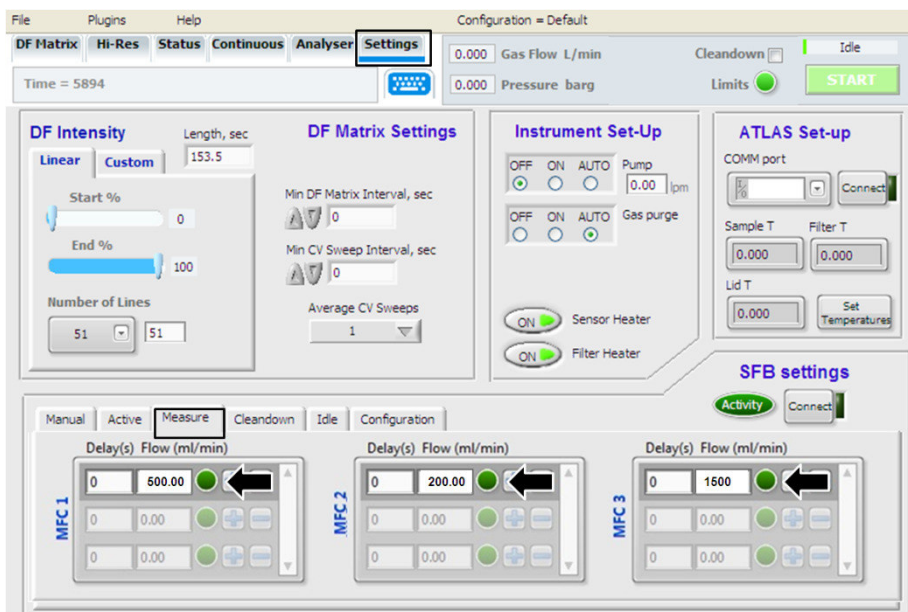 File Plugins Help Configuration = Default
DF Matrix Hi-Res Status Continuous Analyser Settings
0.000 Gas Flow L/min Cleandown Idle
Time = 5894
0.000 Pressure barg Limits START
DF Intensity
Length, sec
153.5
Linear Custom
Start %
0
End %
100
Number of Lines
51 51
DF Matrix Settings
Min DF Matrix Interval, sec
0
Min CV Sweep Interval, sec
0
Average CV Sweeps
1
Instrument Set-Up
OFF ON AUTO Pump
0.00 lpm
OFF ON AUTO Gas purge
ON Sensor Heater
ON Filter Heater
ATLAS Set-up
COMM port
I/O Connect
Sample T Filter T
0.000 0.000
Lid T
0.000 Set
Temperatures
SFB settings
Activity Connect
Manual Active Measure Cleandown Idle Configuration
Delay(s) Flow (ml/min) Delay(s) Flow (ml/min) Delay(s) Flow (ml/min)
MFC 1 MFC 2 MFC 3
0 500.00 0 200.00 0 1500
0 0.00 0 0.00 0 0.00
0 0.00 0 0.00 0 0.00